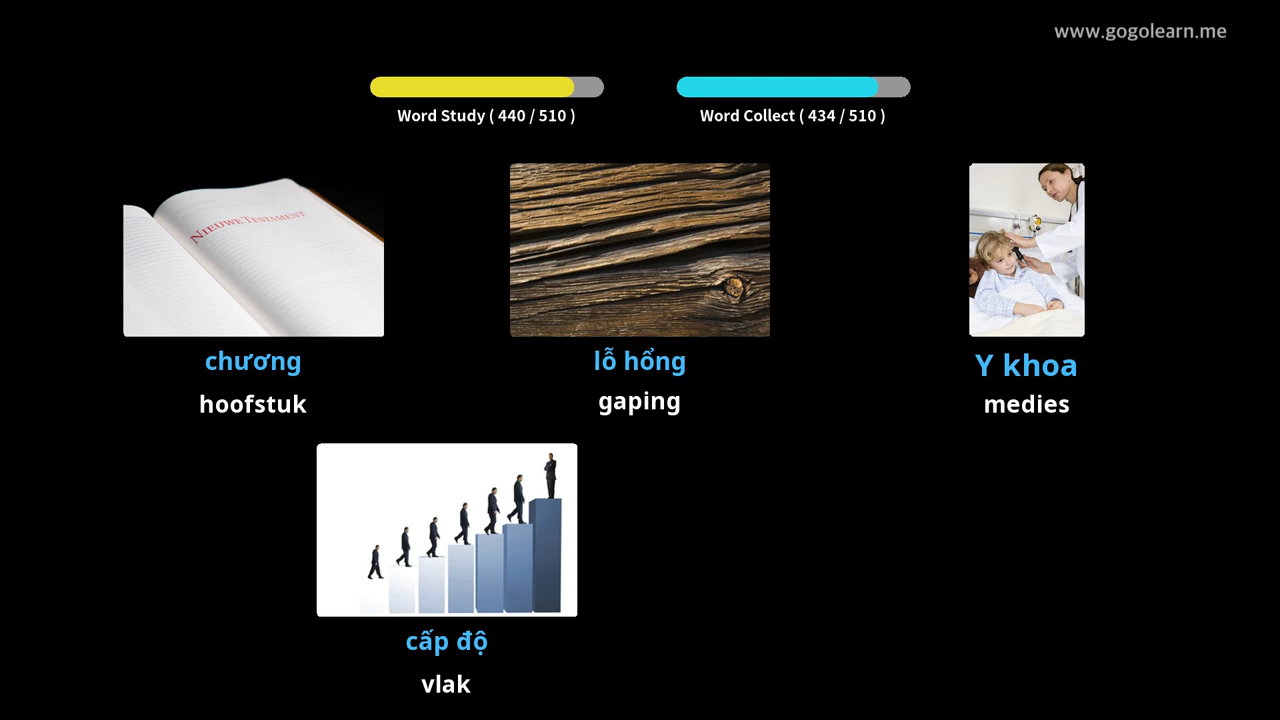 www.gogolearn.me
Word Study ( 440 / 510 )
Word Collect ( 434 / 510 )
NIEUWE TESTAMENT
chương
lỗ hổng
Y khoa
hoofstuk
gaping
medies
cấp độ
vlak